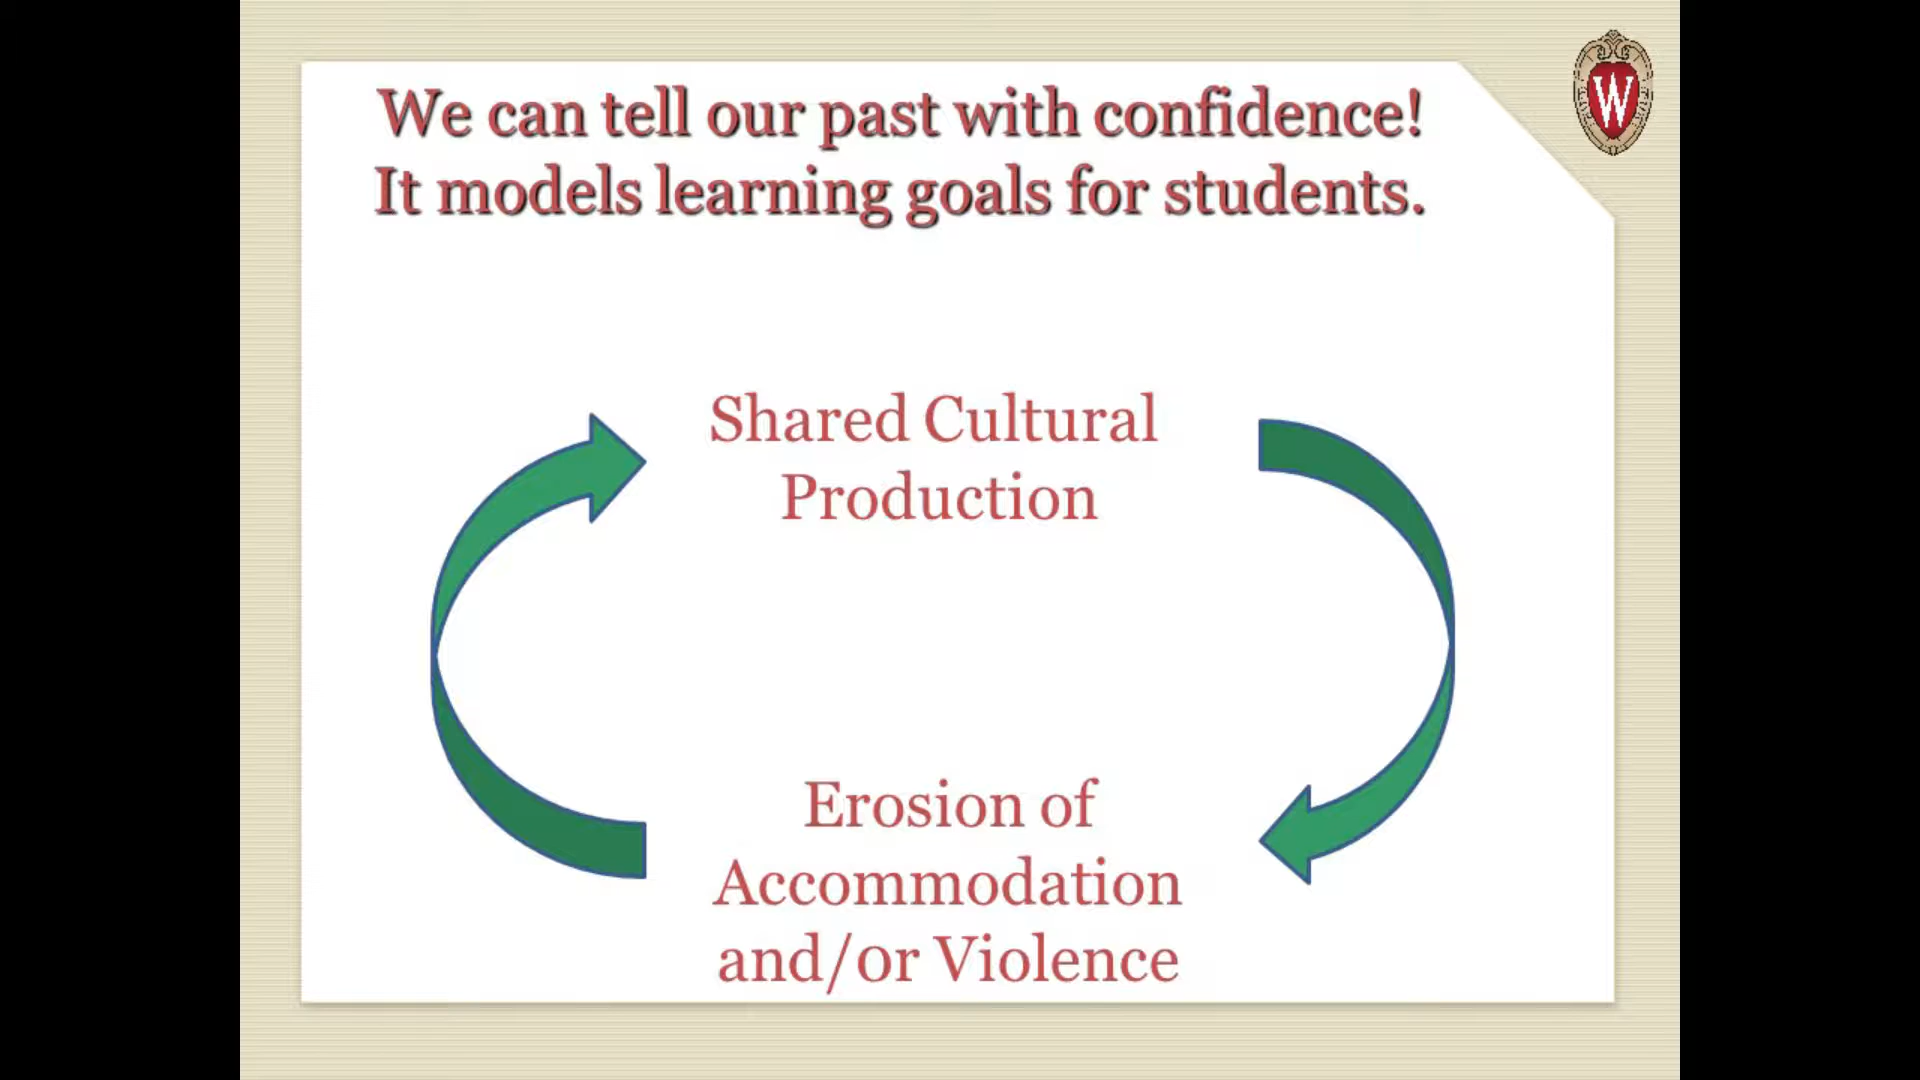 We can tell our past with confidence!
It models learning goals for students.
W
Shared Cultural
Production
Erosion of
Accommodation
and/or Violence